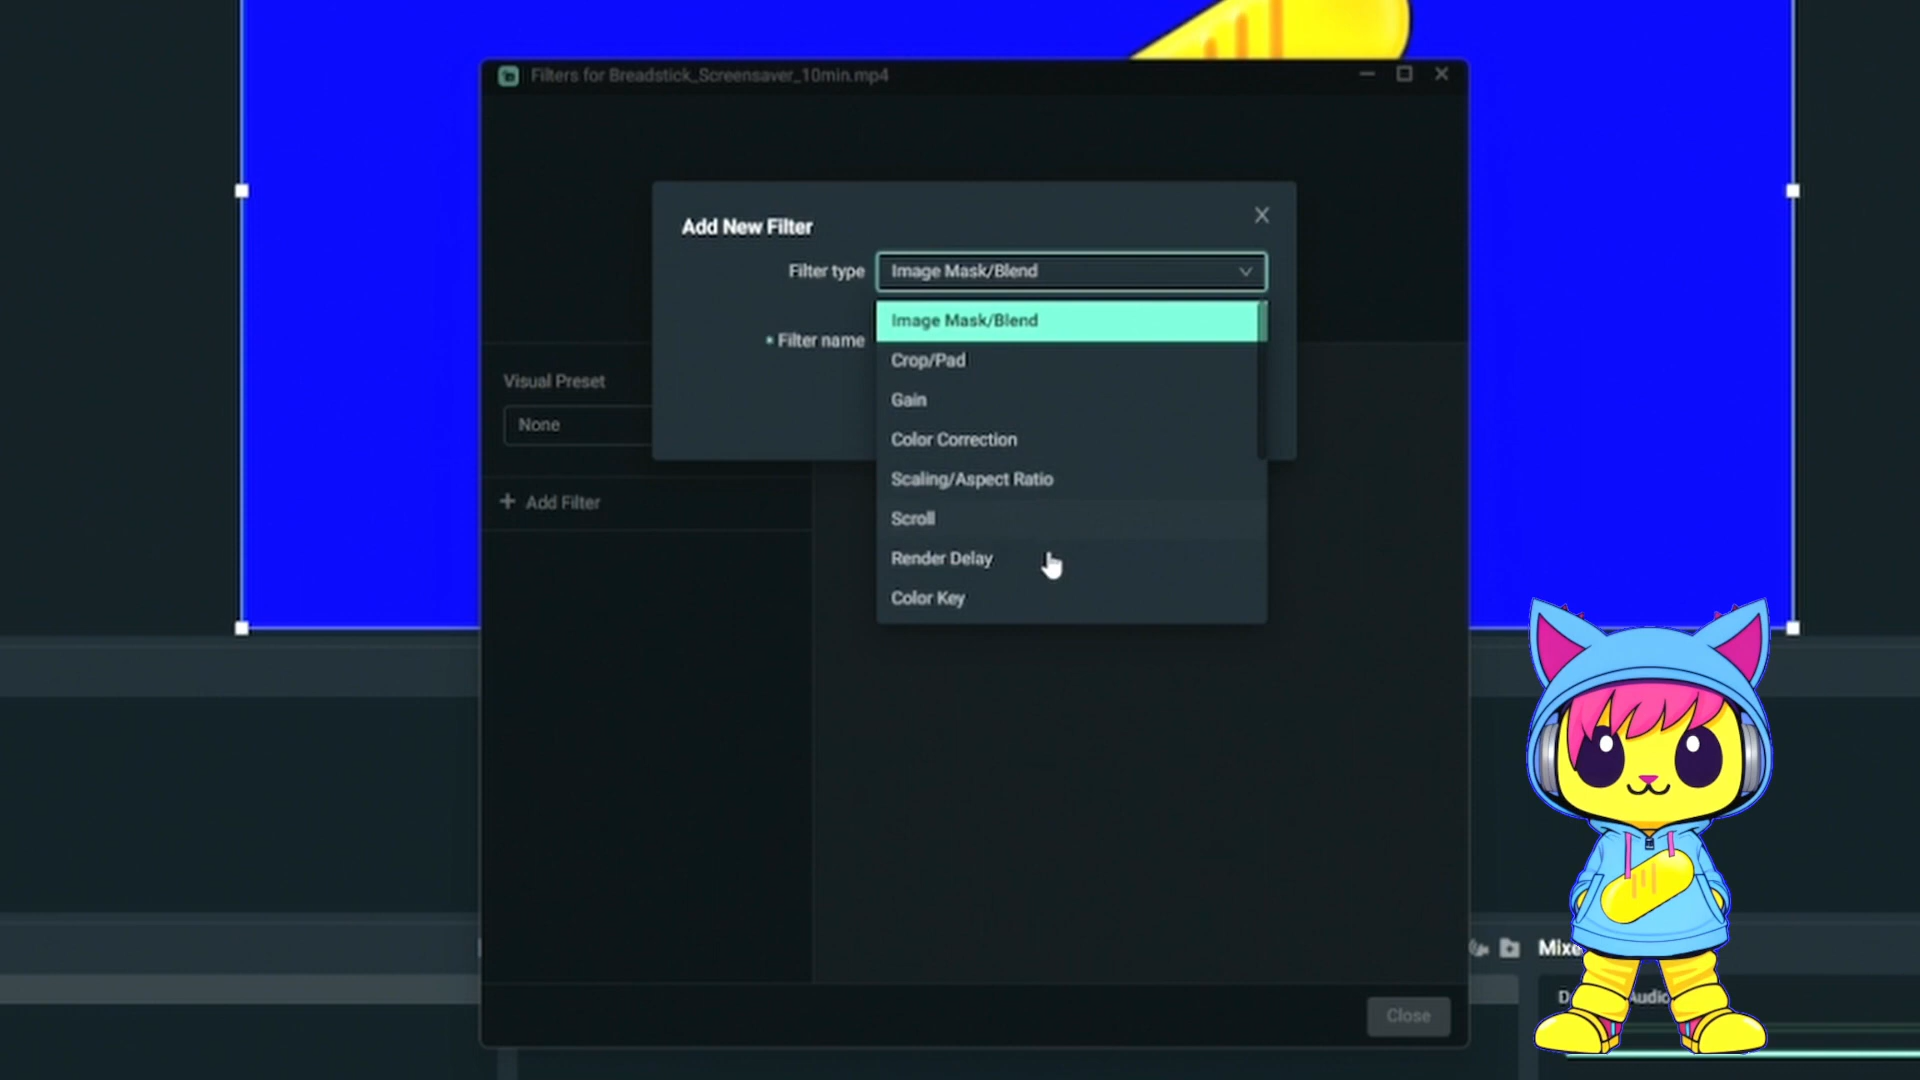 Filters for Breadstick_Screensaver_10min.mp4
Add New Filter
Filter type
Image Mask/Blend
* Filter name
Image Mask/Blend
Crop/Pad
Gain
Color Correction
Scaling/Aspect Ratio
Scroll
Render Delay
Color Key
Visual Preset
None
+ Add Filter
Mixe
D
Audio
Close